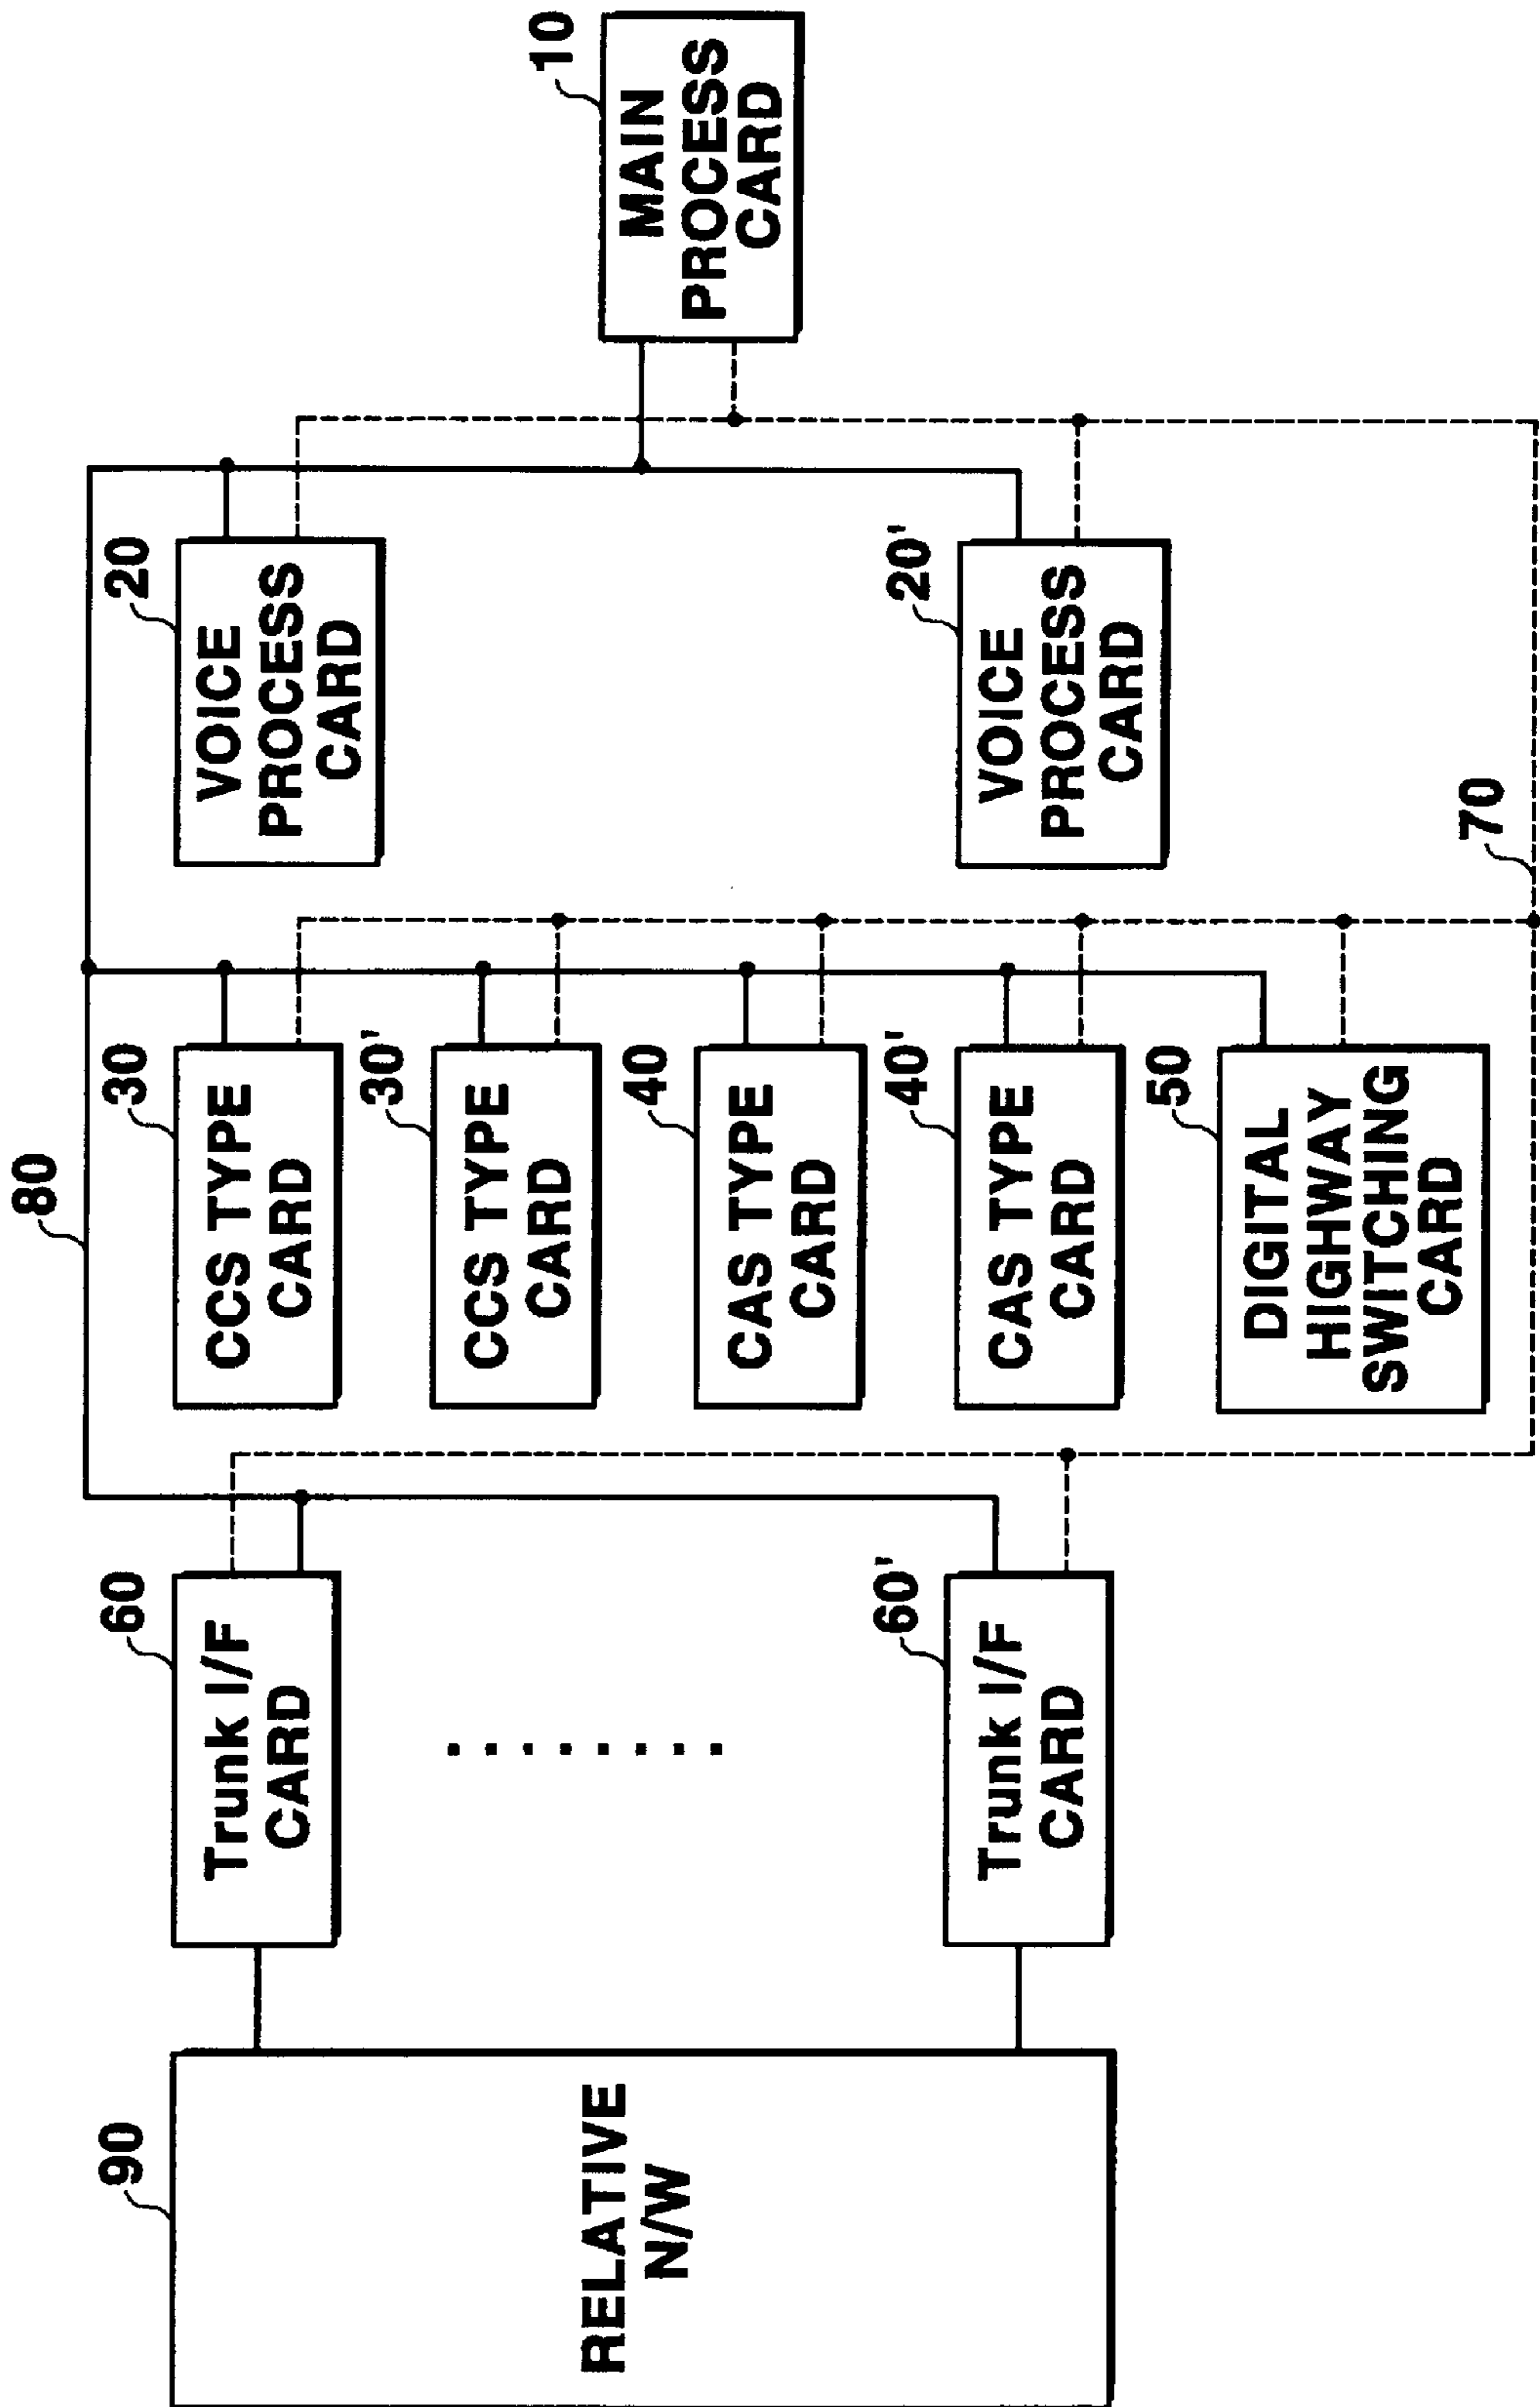 80
90
RELATIVE
N/W
60
Trunk I/F
CARD
60'
Trunk I/F
CARD
30
CCS TYPE
CARD
30'
CCS TYPE
CARD
40
CAS TYPE
CARD
40'
CAS TYPE
CARD
50
DIGITAL
HIGHWAY
SWITCHING
CARD
20
VOICE
PROCESS
CARD
20'
VOICE
PROCESS
CARD
70
10
MAIN
PROCESS
CARD